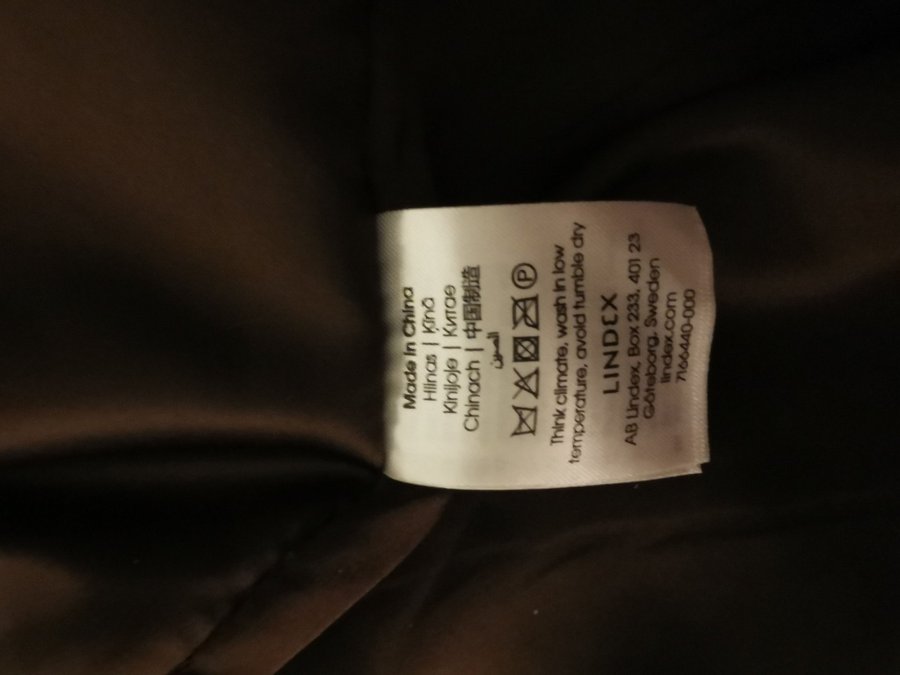 Made in China
Hiinas | Ķīnā
Kinijoje | Китае
Chinach | 中国制造
الصين
Think climate, wash in low
temperature, avoid tumble dry
LINDEX
AB Lindex, Box 233, 401 23
Göteborg, Sweden
lindex.com
7166440-000